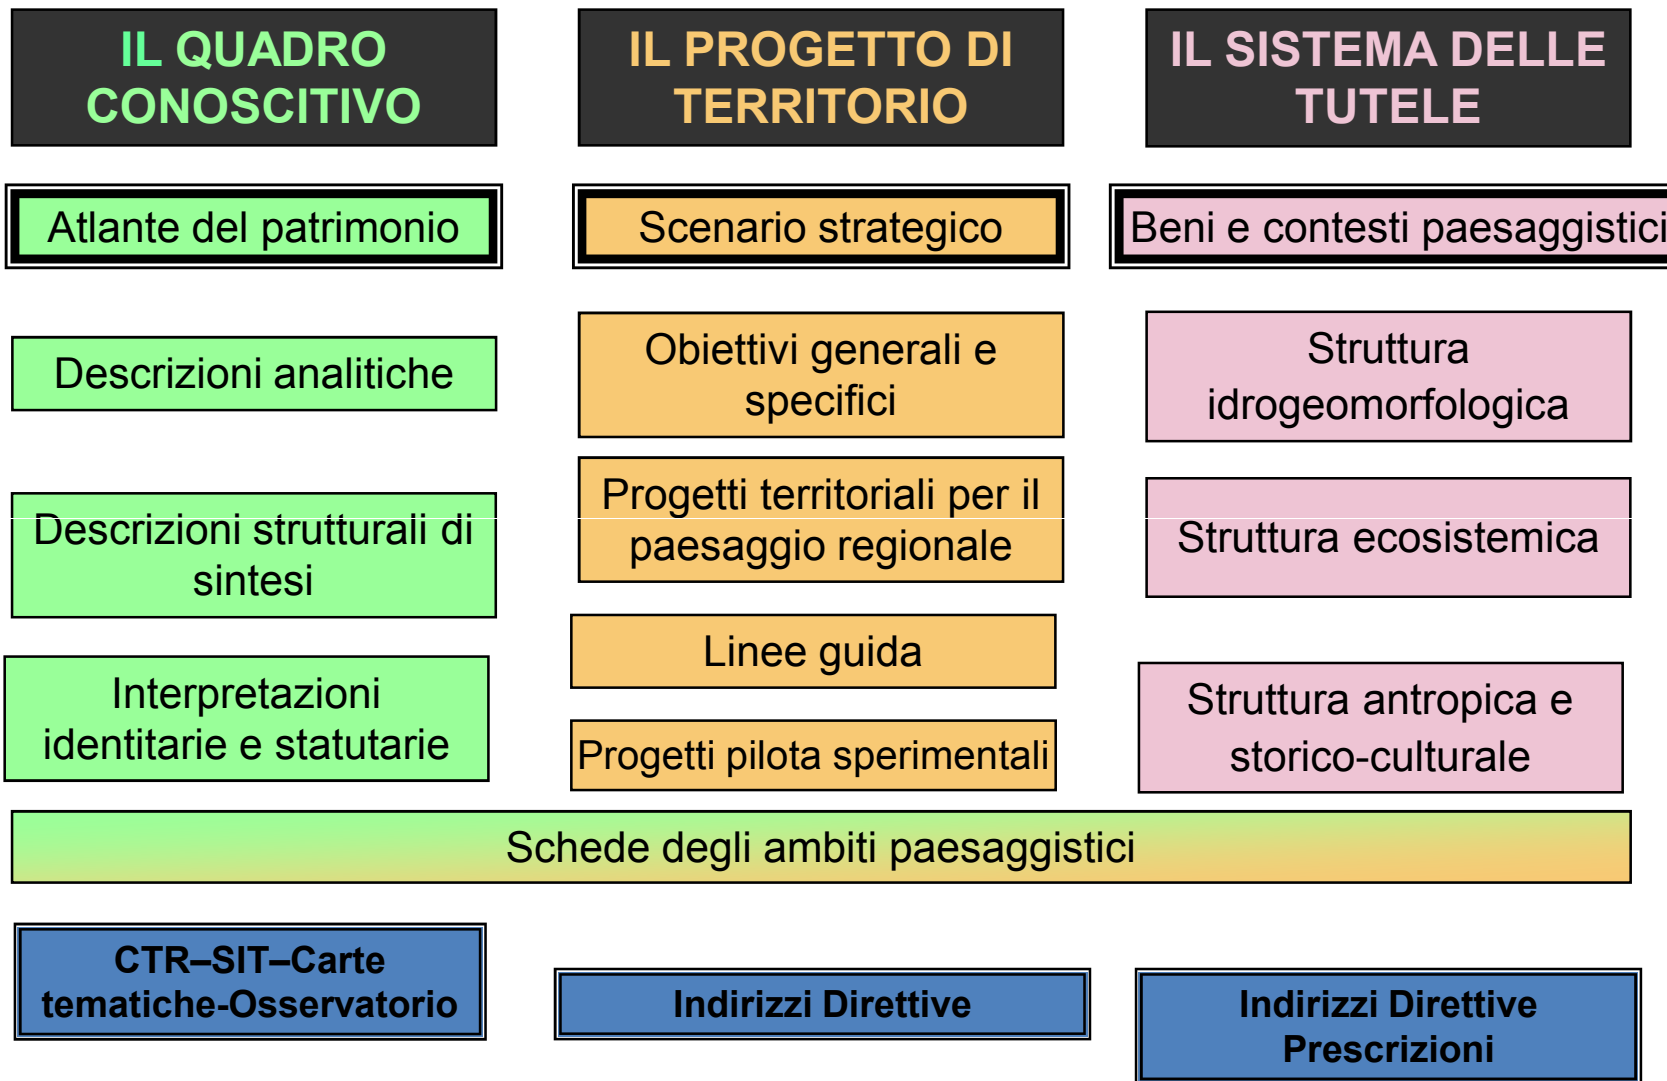 IL QUADRO
CONOSCITIVO
IL PROGETTO DI
TERRITORIO
IL SISTEMA DELLE
TUTELE
Atlante del patrimonio
Scenario strategico
Beni e contesti paesaggistici
Descrizioni analitiche
Obiettivi generali e
specifici
Struttura
idrogeomorfologica
Descrizioni strutturali di
sintesi
Progetti territoriali per il
paesaggio regionale
Struttura ecosistemica
Interpretazioni
identitarie e statutarie
Linee guida
Progetti pilota sperimentali
Struttura antropica e
storico-culturale
Schede degli ambiti paesaggistici
CTR–SIT–Carte
tematiche-Osservatorio
Indirizzi Direttive
Indirizzi Direttive
Prescrizioni